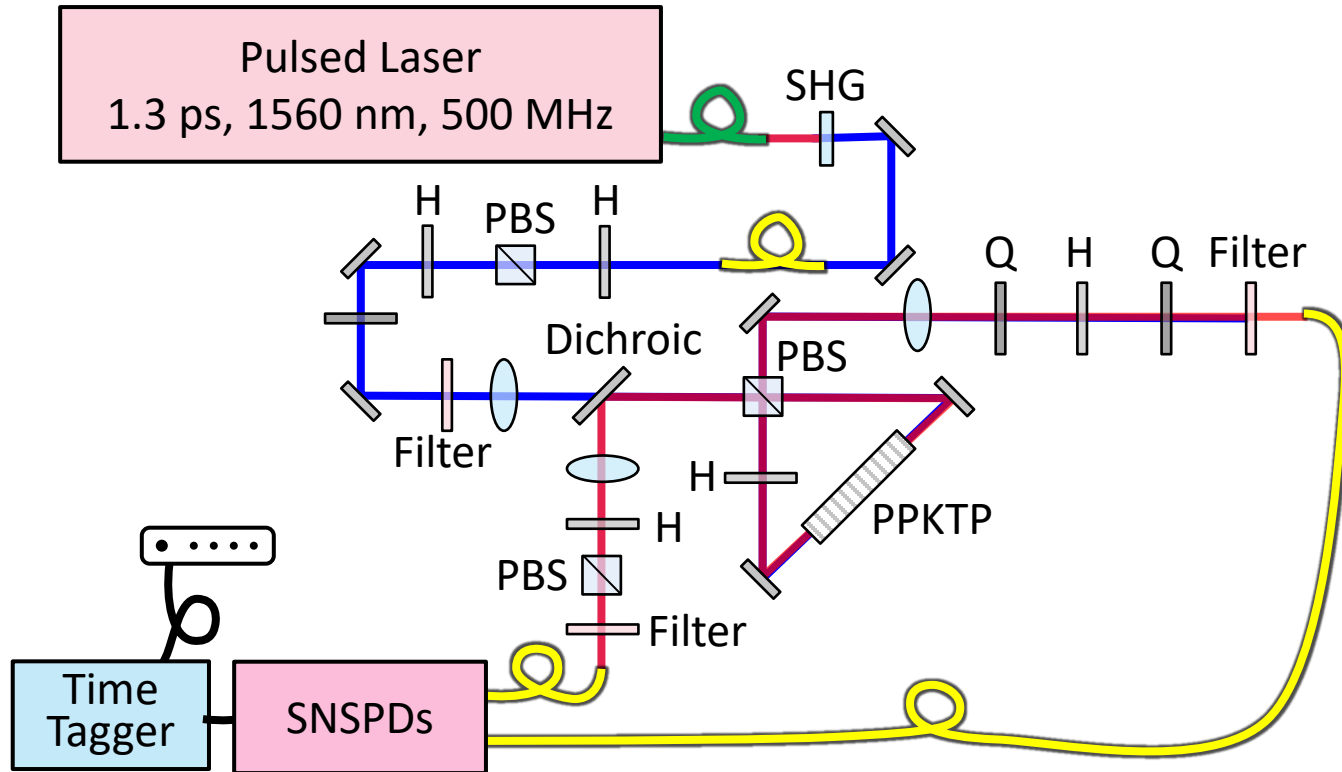 Pulsed Laser
1.3 ps, 1560 nm, 500 MHz
SHG
H
PBS
H
Q
H
Q
Filter
Dichroic
PBS
Filter
H
PPKTP
H
PBS
Filter
Time
Tagger
SNSPDs